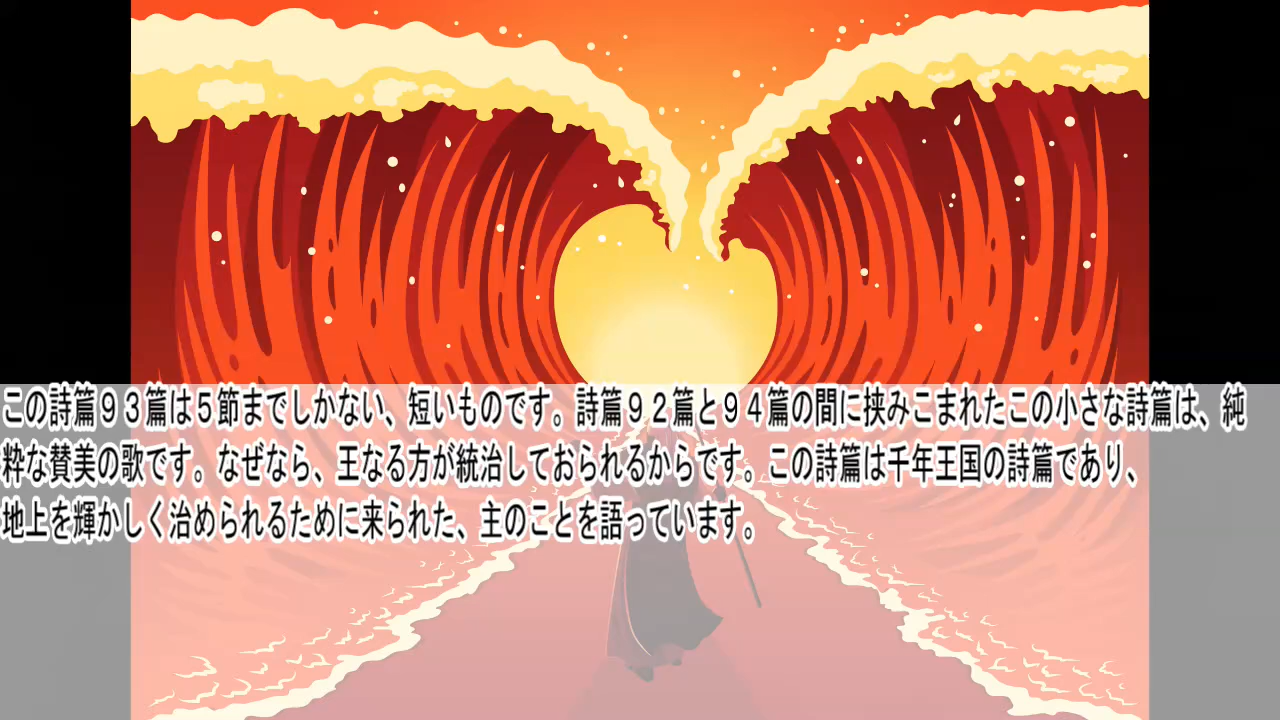 この詩篇９３篇は５節までしかない、短いものです。詩篇９２篇と９４篇の間に挟みこまれたこの小さな詩篇は、純
粋な賛美の歌です。なぜなら、王なる方が統治しておられるからです。この詩篇は千年王国の詩篇であり、
地上を輝かしく治められるために来られた、主のことを語っています。